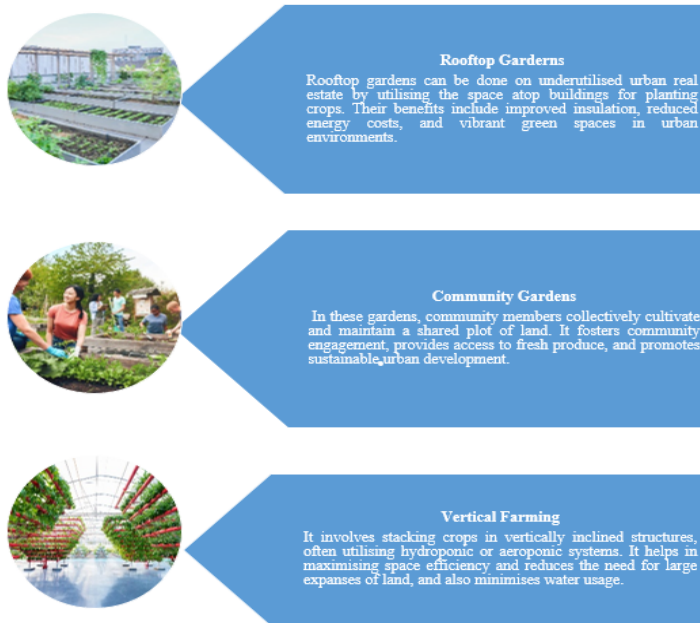 Rooftop Garderns
Rooftop gardens can be done on underutilised urban real
estate by utilising the space atop buildings for planting
crops. Their benefits include improved insulation, reduced
energy costs, and vibrant green spaces in urban
environments.
Community Gardens
In these gardens, community members collectively cultivate
and maintain a shared plot of land. It fosters community
engagement, provides access to fresh produce, and promotes
sustainable urban development.
Vertical Farming
It involves stacking crops in vertically inclined structures,
often utilising hydroponic or aeroponic systems. It helps in
maximising space efficiency and reduces the need for large
expanses of land, and also minimises water usage.